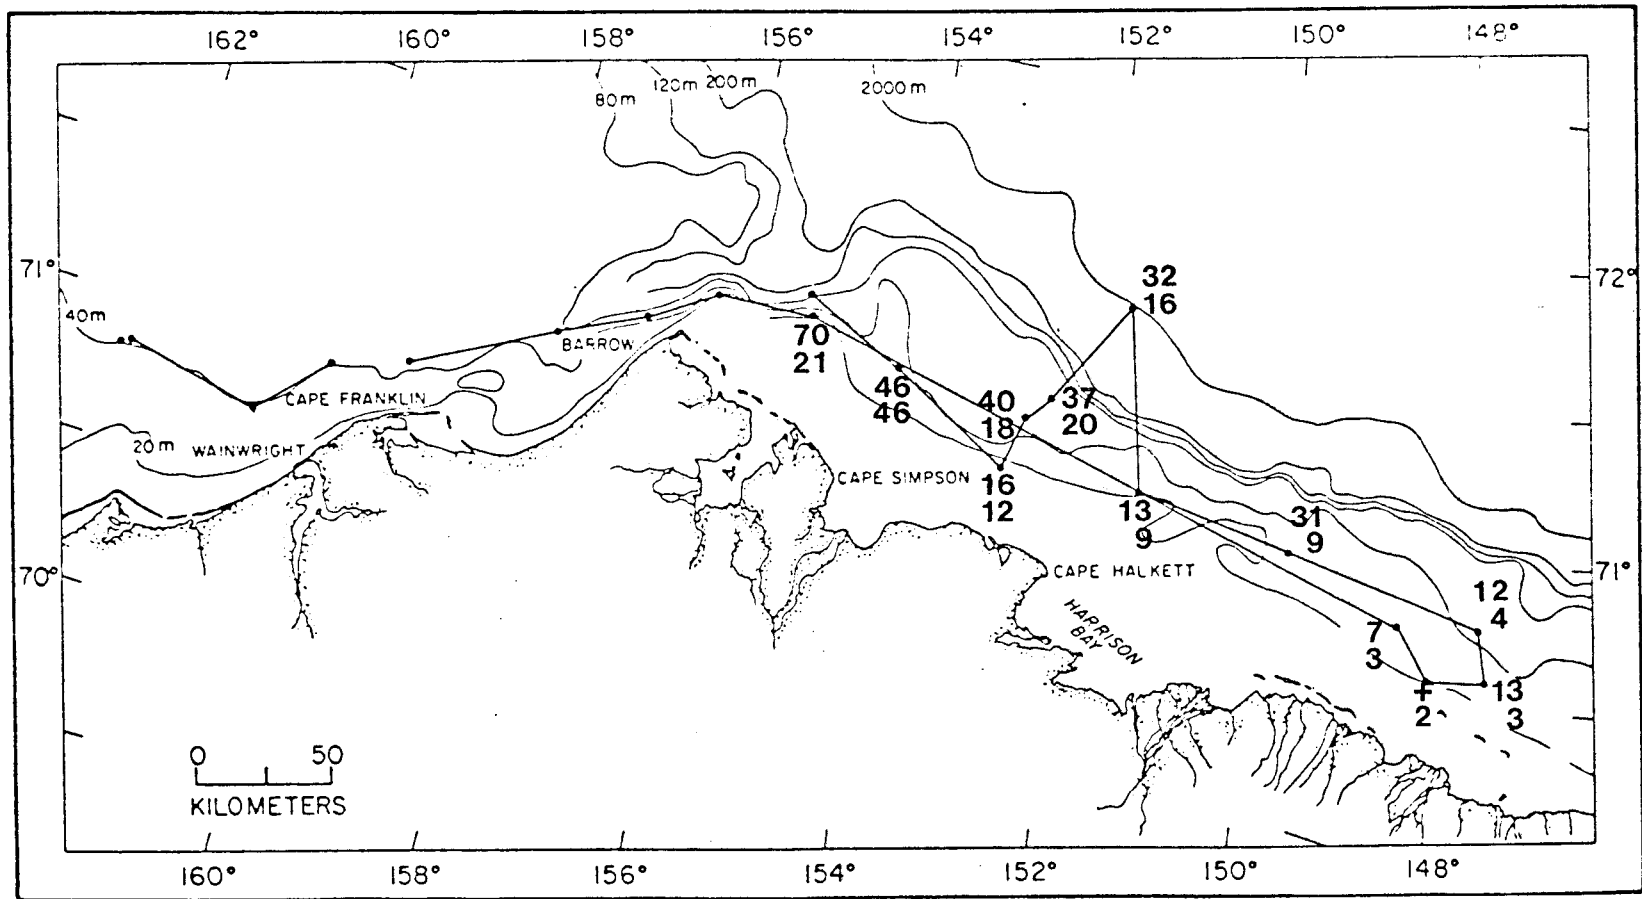 162° 160° 158° 156° 154° 152° 150° 148°
80m 120m 200m 2000m
71° 72°
40m
32
16
BARROW
70
21
46
46
40
18
37
20
CAPE FRANKLIN
20m WAINWRIGHT
CAPE SIMPSON
16
12
13
9
31
9
70° 71°
CAPE HALKETT
HARRISON
BAY
12
4
7
3
+
2
13
3
0 50
KILOMETERS
160° 158° 156° 154° 152° 150° 148°